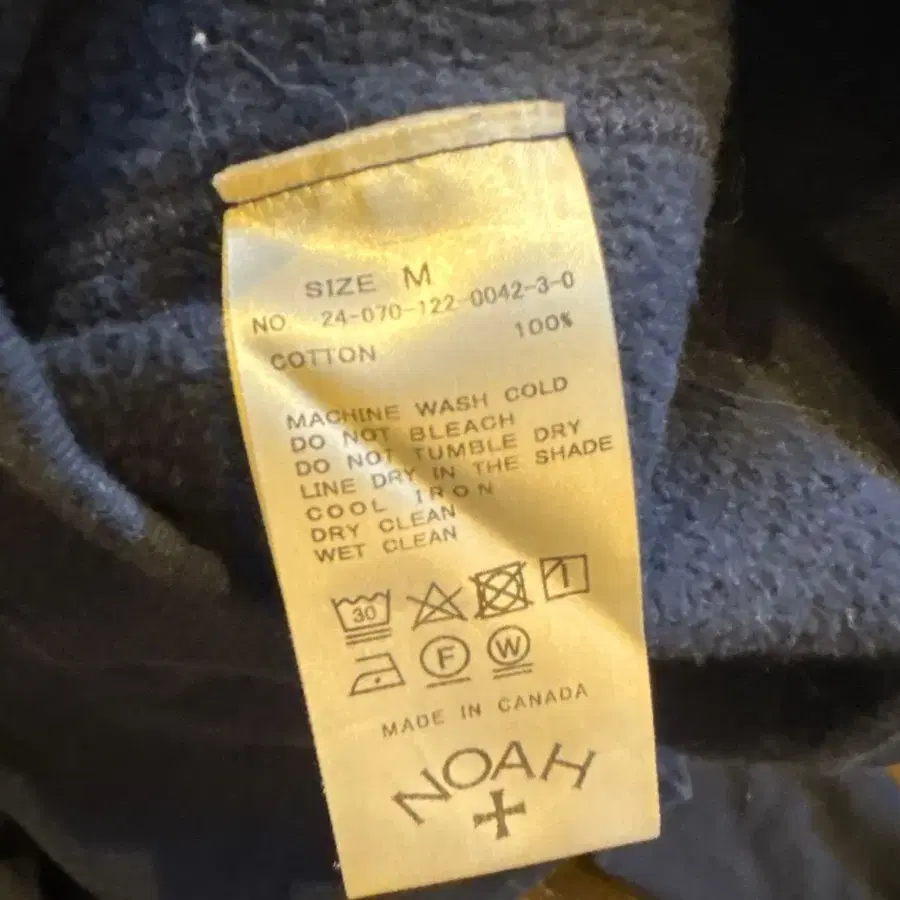 SIZE M
NO. 24-070-122-0042-3-0
COTTON 100%
MACHINE WASH COLD
DO NOT BLEACH
DO NOT TUMBLE DRY
LINE DRY IN THE SHADE
COOL IRON
DRY CLEAN
WET CLEAN
30
F W
MADE IN CANADA
NOAH